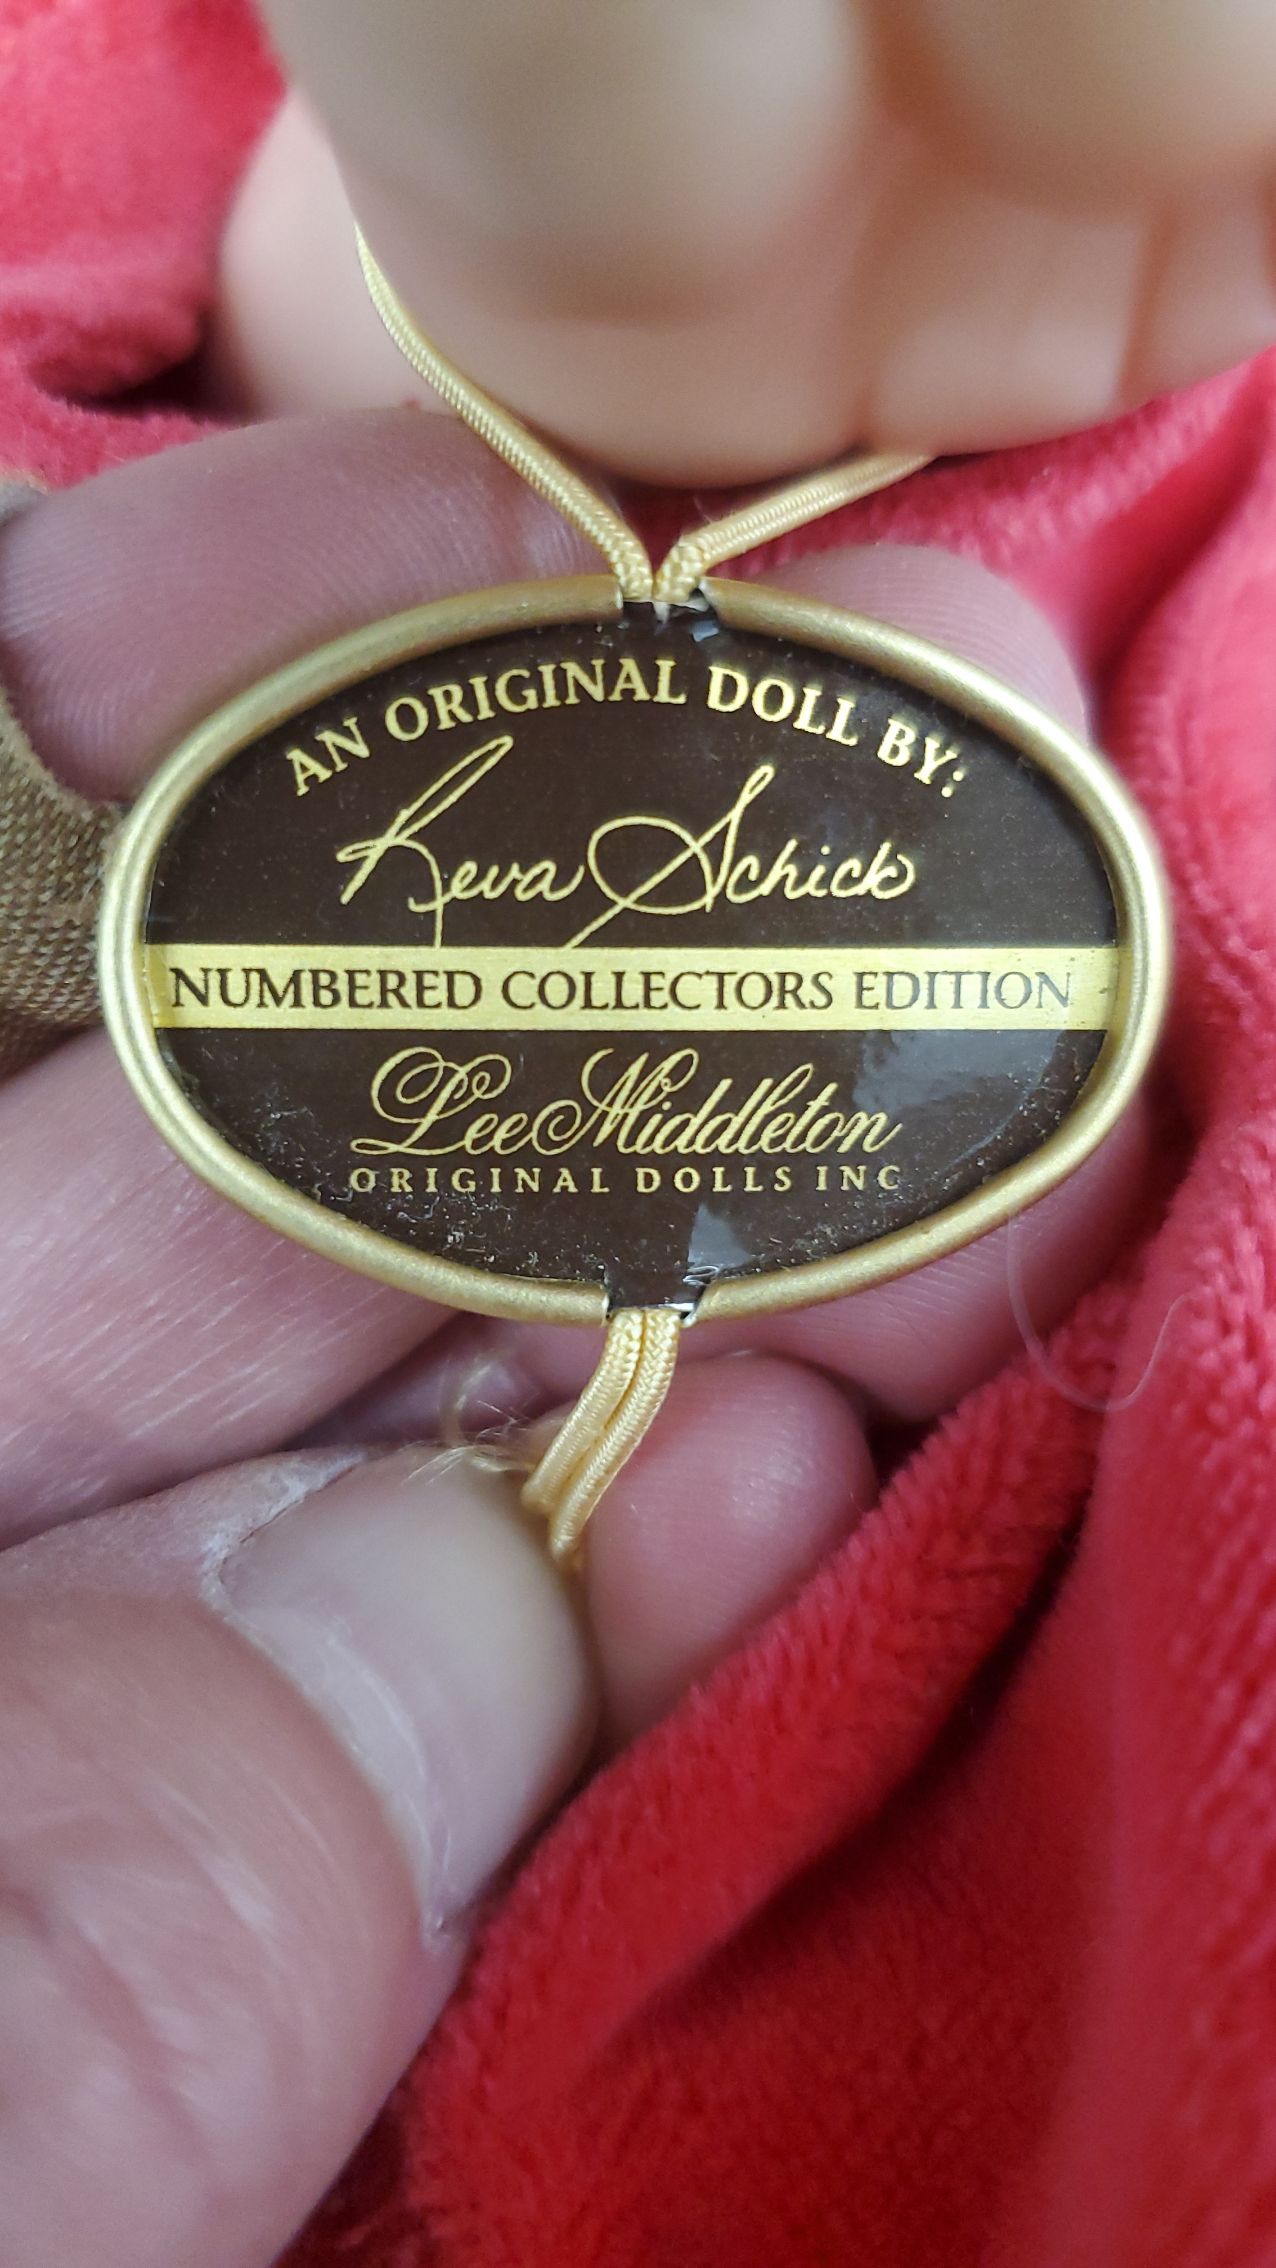 AN ORIGINAL DOLL BY:
Reva Schick
NUMBERED COLLECTORS EDITION
Lee Middleton
ORIGINAL DOLLS INC